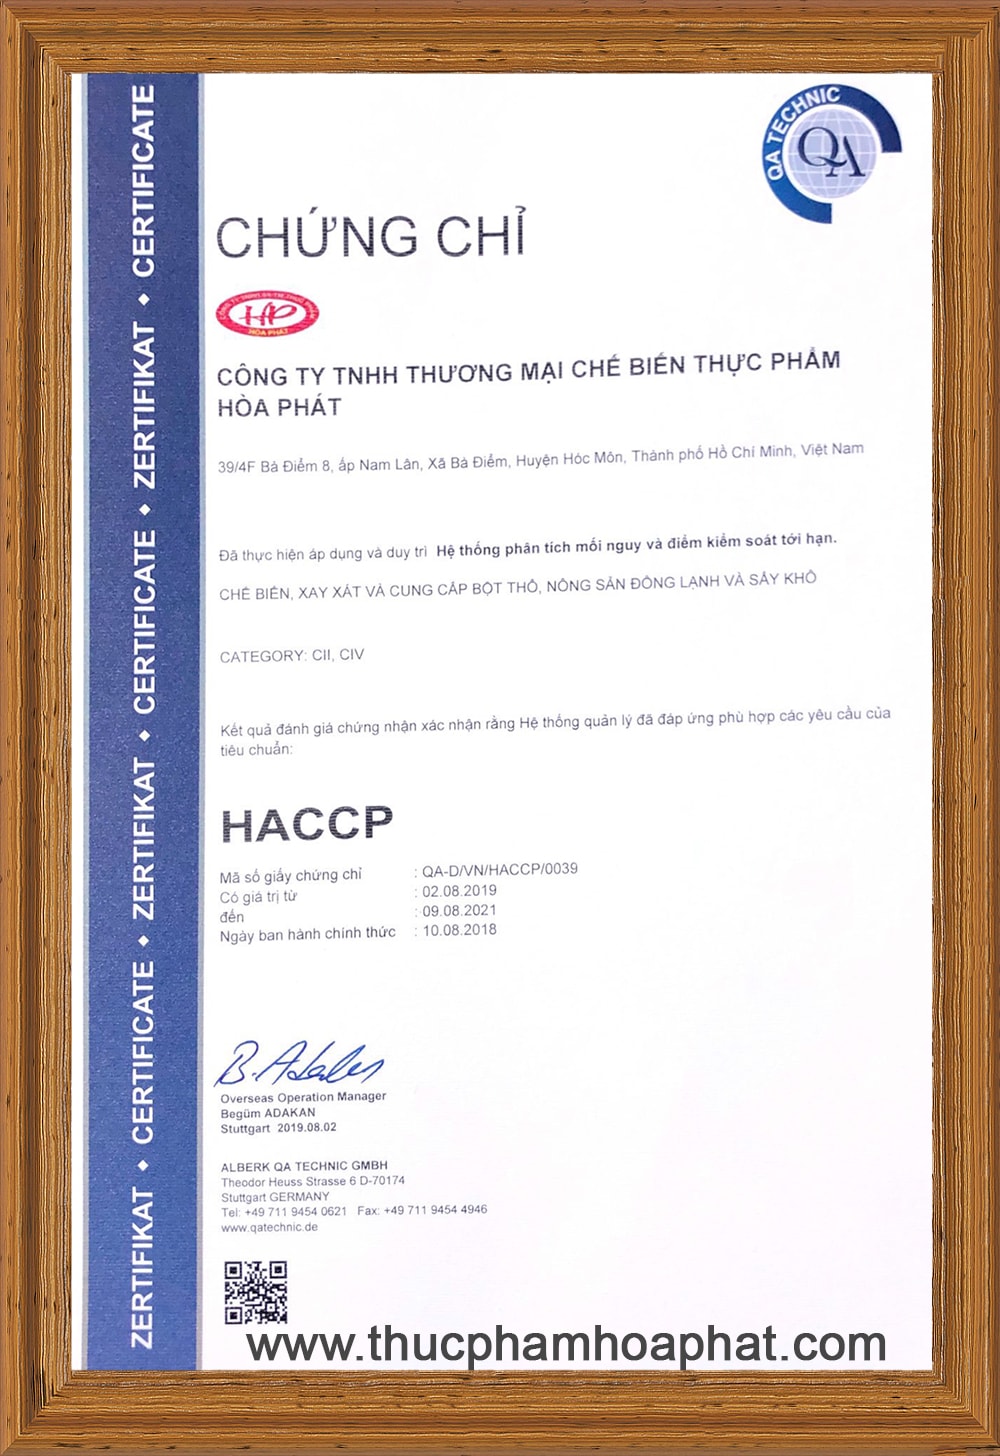 ZERTIFIKAT ◆ CERTIFICATE ◆ ZERTIFIKAT ◆ CERTIFICATE ◆ ZERTIFIKAT ◆ CERTIFICATE
QA TECHNIC
QA
CHỨNG CHỈ
HP
HÒA PHÁT
CÔNG TY TNHH THƯƠNG MẠI CHẾ BIẾN THỰC PHẨM
HÒA PHÁT
39/4F Bà Điểm 8, ấp Nam Lân, Xã Bà Điểm, Huyện Hóc Môn, Thành phố Hồ Chí Minh, Việt Nam
Đã thực hiện áp dụng và duy trì Hệ thống phân tích mối nguy và điểm kiểm soát tới hạn.
CHẾ BIẾN, XAY XÁT VÀ CUNG CẤP BỘT THÔ, NÔNG SẢN ĐÔNG LẠNH VÀ SẤY KHÔ
CATEGORY: CII, CIV
Kết quả đánh giá chứng nhận xác nhận rằng Hệ thống quản lý đã đáp ứng phù hợp các yêu cầu của
tiêu chuẩn:
HACCP
Mã số giấy chứng chỉ : QA-D/VN/HACCP/0039
Có giá trị từ : 02.08.2019
đến : 09.08.2021
Ngày ban hành chính thức : 10.08.2018
Overseas Operation Manager
Begüm ADAKAN
Stuttgart 2019.08.02
ALBERK QA TECHNIC GMBH
Theodor Heuss Strasse 6 D-70174
Stuttgart GERMANY
Tel: +49 711 9454 0621 Fax: +49 711 9454 4946
www.qatechnic.de
www.thucphamhoaphat.com